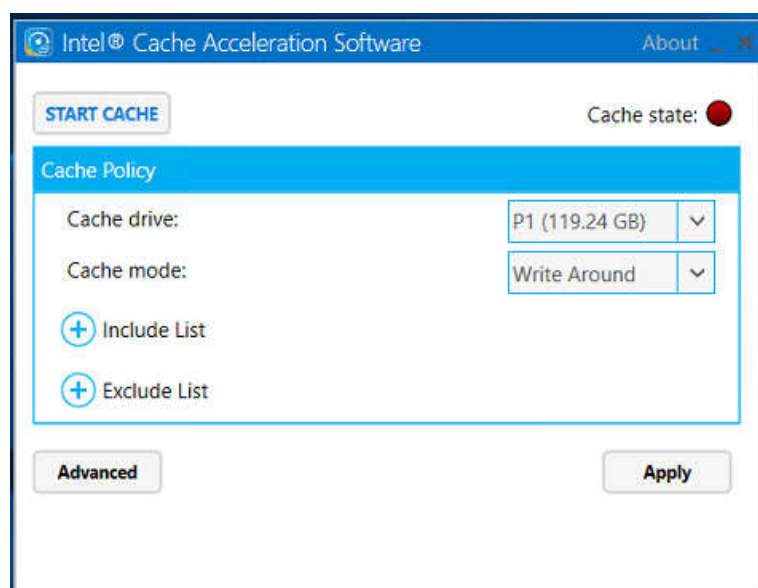 Intel® Cache Acceleration Software About
START CACHE Cache state:
Cache Policy
Cache drive: P1 (119.24 GB)
Cache mode: Write Around
Include List
Exclude List
Advanced Apply